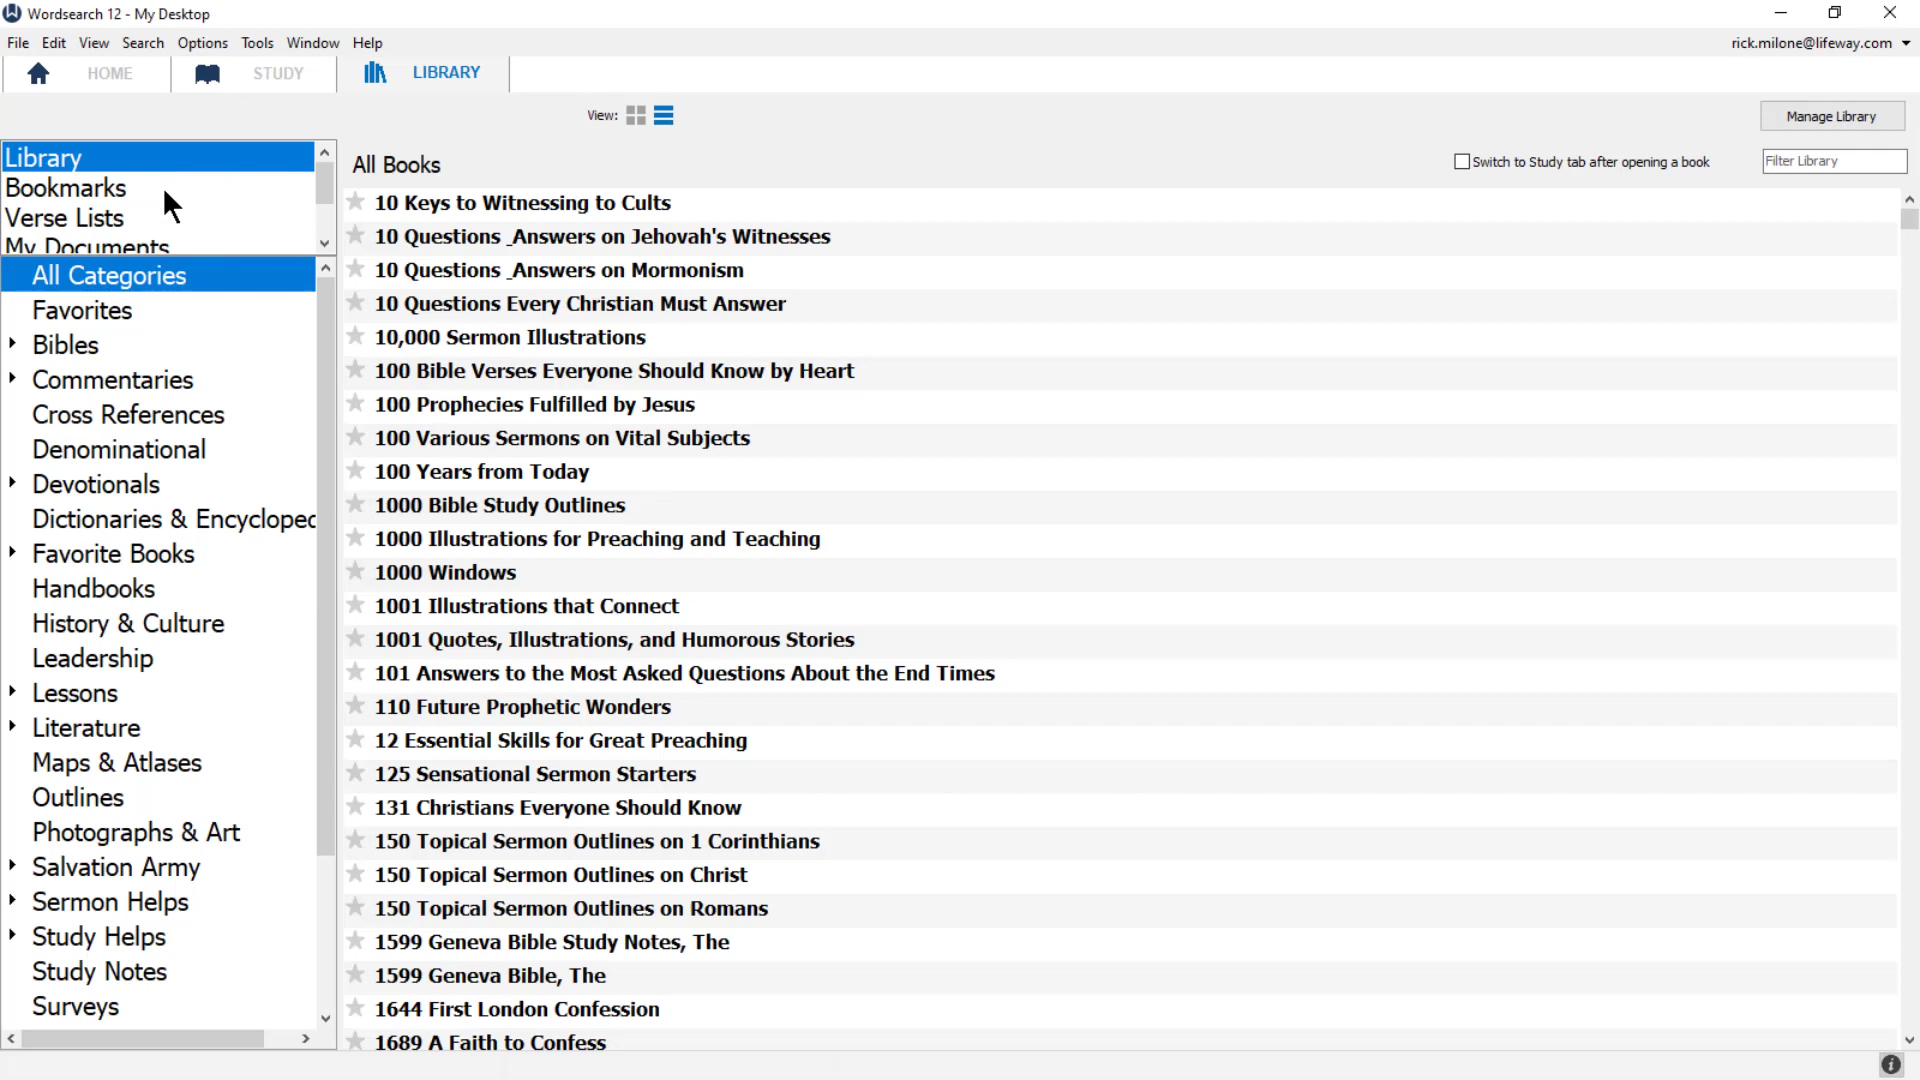 Wordsearch 12 - My Desktop
File Edit View Search Options Tools Window Help
rick.milone@lifeway.com
HOME STUDY LIBRARY
View:
Manage Library
Library
Bookmarks
Verse Lists
My Documents
All Categories
Favorites
Bibles
Commentaries
Cross References
Denominational
Devotionals
Dictionaries & Encycloped
Favorite Books
Handbooks
History & Culture
Leadership
Lessons
Literature
Maps & Atlases
Outlines
Photographs & Art
Salvation Army
Sermon Helps
Study Helps
Study Notes
Surveys
All Books
Switch to Study tab after opening a book
Filter Library
10 Keys to Witnessing to Cults
10 Questions _Answers on Jehovah's Witnesses
10 Questions _Answers on Mormonism
10 Questions Every Christian Must Answer
10,000 Sermon Illustrations
100 Bible Verses Everyone Should Know by Heart
100 Prophecies Fulfilled by Jesus
100 Various Sermons on Vital Subjects
100 Years from Today
1000 Bible Study Outlines
1000 Illustrations for Preaching and Teaching
1000 Windows
1001 Illustrations that Connect
1001 Quotes, Illustrations, and Humorous Stories
101 Answers to the Most Asked Questions About the End Times
110 Future Prophetic Wonders
12 Essential Skills for Great Preaching
125 Sensational Sermon Starters
131 Christians Everyone Should Know
150 Topical Sermon Outlines on 1 Corinthians
150 Topical Sermon Outlines on Christ
150 Topical Sermon Outlines on Romans
1599 Geneva Bible Study Notes, The
1599 Geneva Bible, The
1644 First London Confession
1689 A Faith to Confess